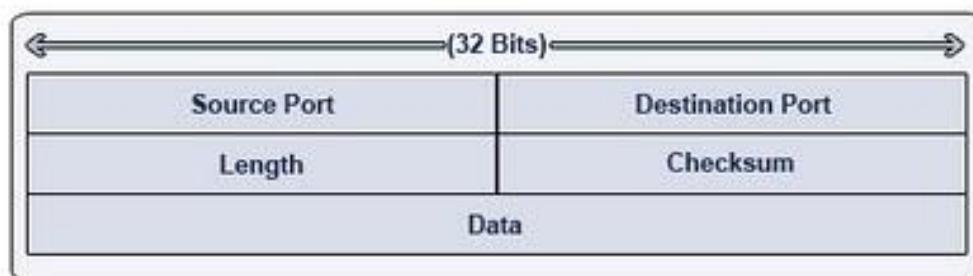 (32 Bits)
Source Port Destination Port
Length Checksum
Data